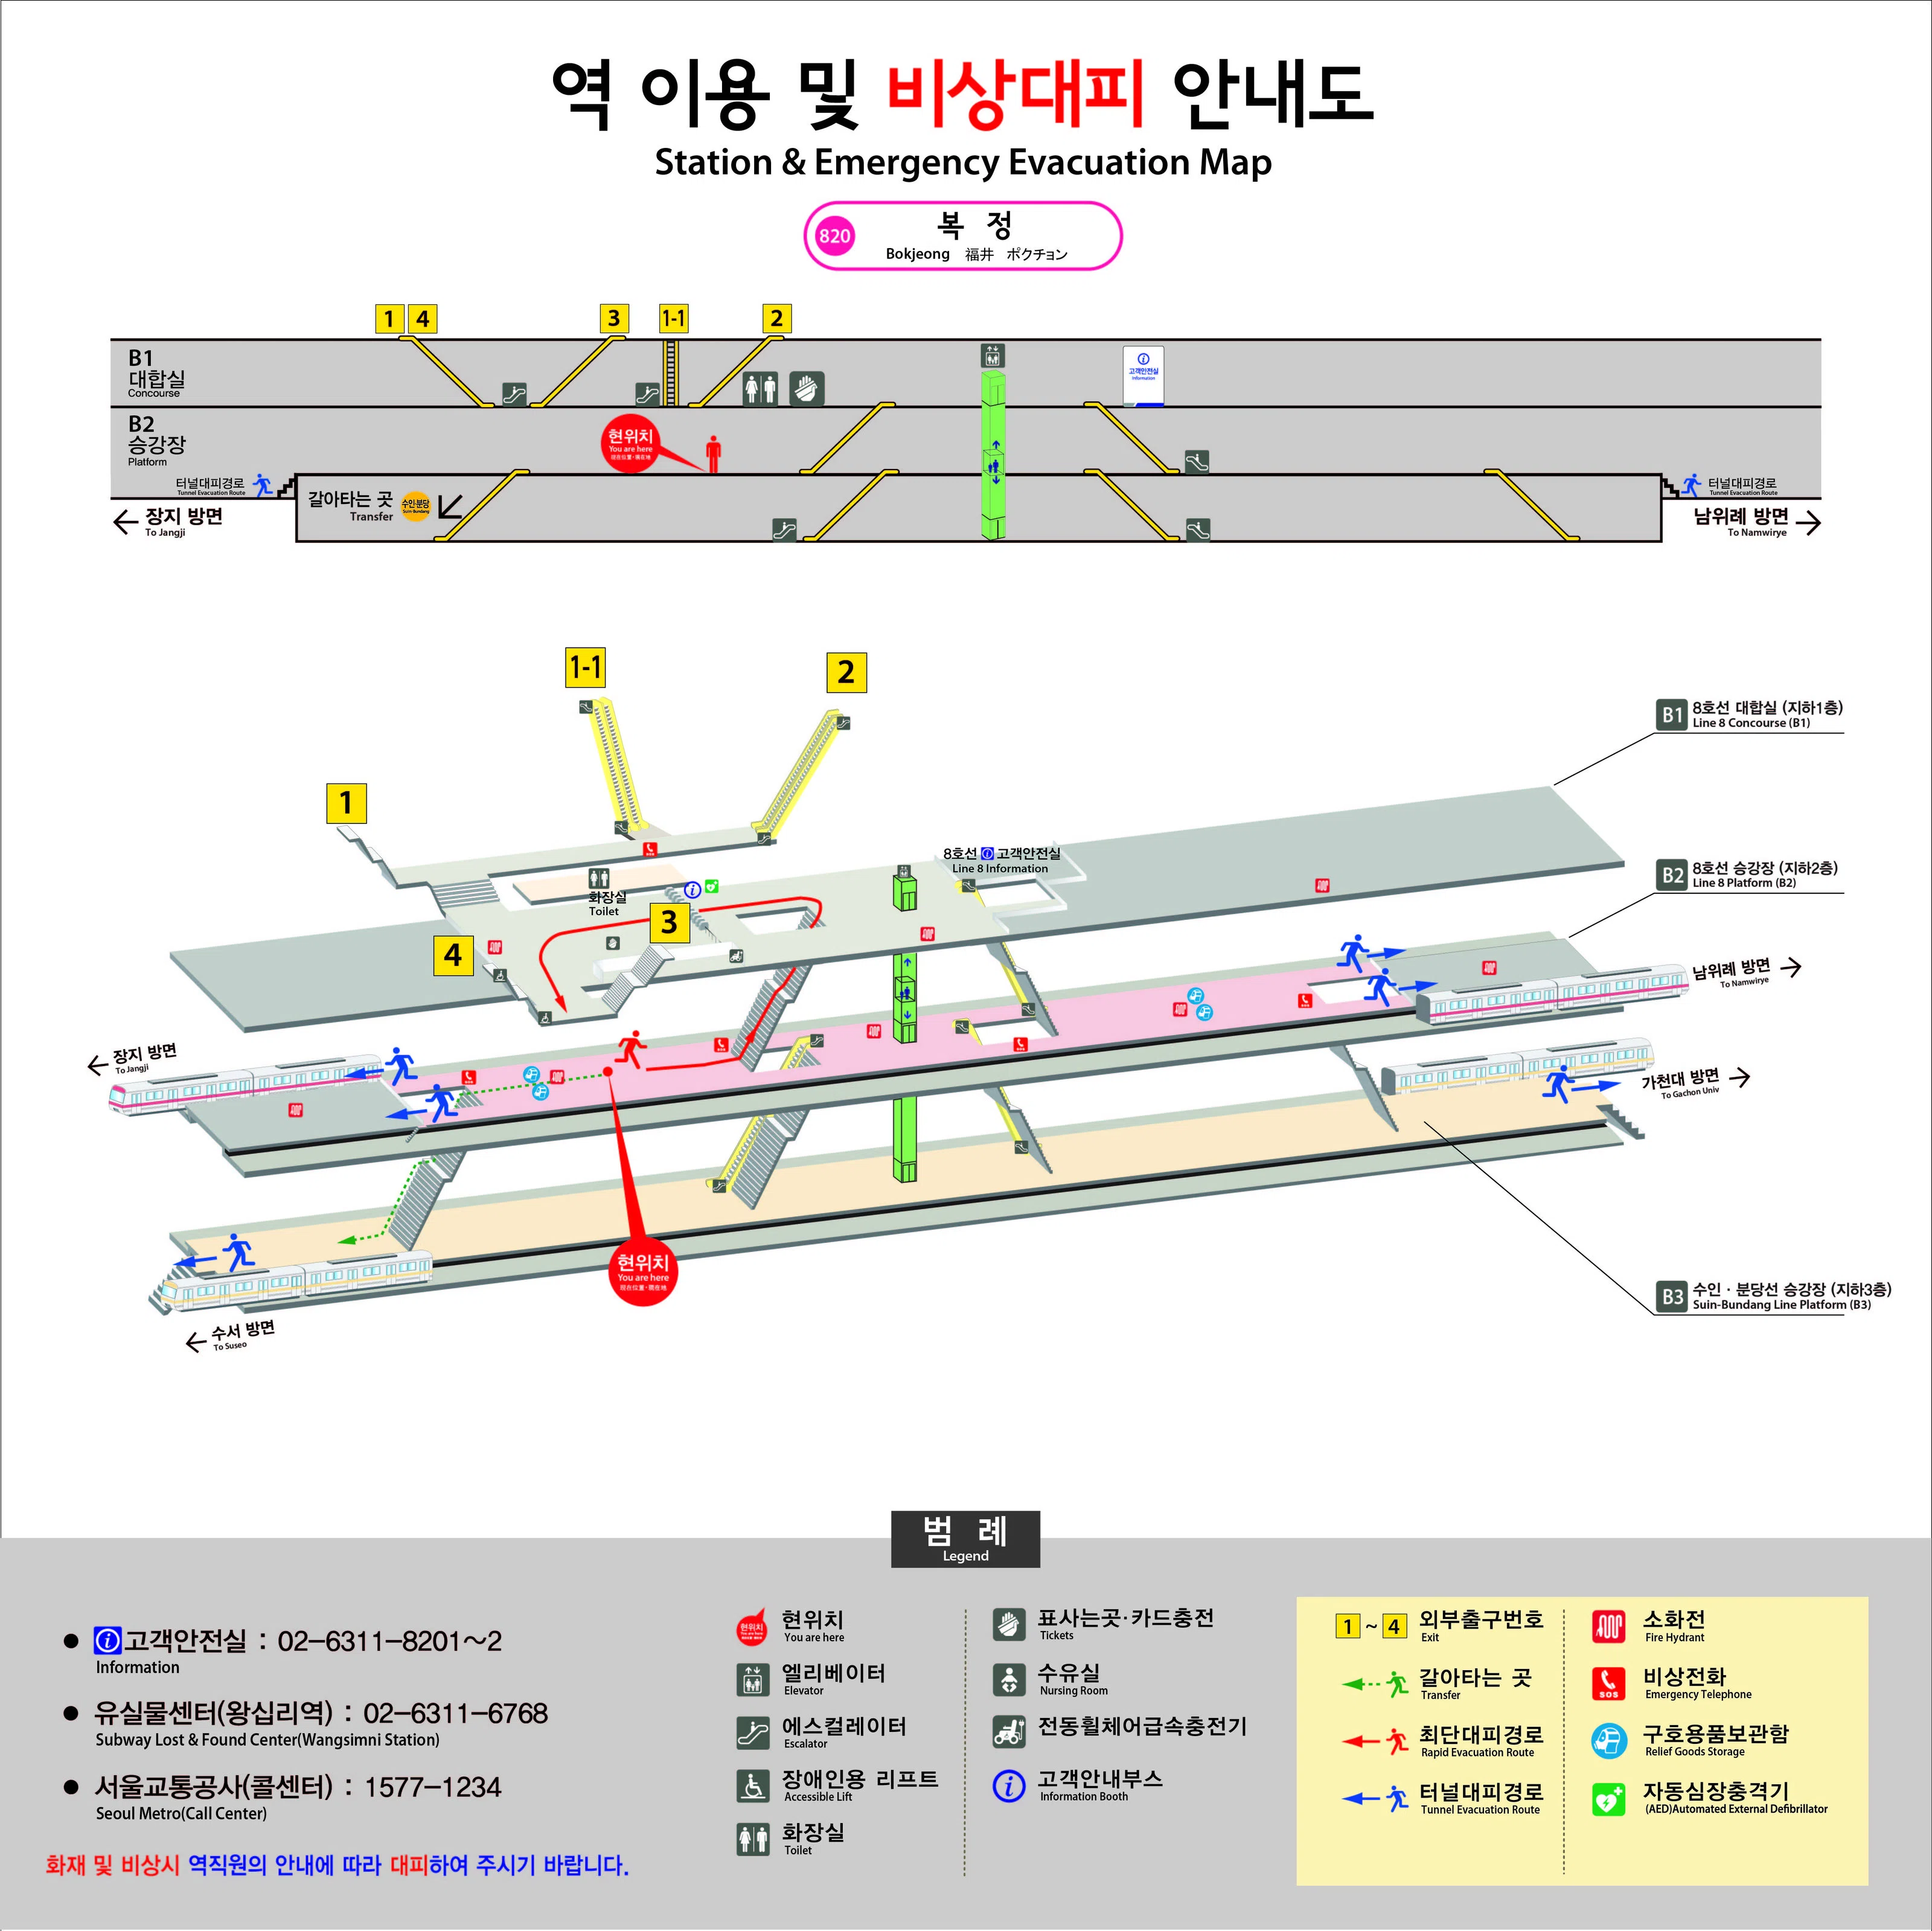 역 이용 및 비상대피 안내도
Station & Emergency Evacuation Map
820
복 정
Bokjeong 福井 ポクチョン
1 4 3 1-1 2
B1
대합실
Concourse
고객안전실
Information
B2
승강장
Platform
현위치
You are here
터널대피경로
Tunnel Evacuation Route
장지 방면
To Jangji
갈아타는 곳
Transfer
수인·분당
Suin-Bundang
터널대피경로
Tunnel Evacuation Route
남위례 방면
To Namwirye
1-1
2
1
B1 8호선 대합실 (지하1층)
Line 8 Concourse (B1)
8호선 고객안전실
Line 8 Information
화장실
Toilet
3
4
B2 8호선 승강장 (지하2층)
Line 8 Platform (B2)
남위례 방면
To Namwirye
장지 방면
To Jangji
가천대 방면
To Gachon Univ
현위치
You are here
B3 수인 · 분당선 승강장 (지하3층)
Suin-Bundang Line Platform (B3)
수서 방면
To Suseo
범 례
Legend
● 고객안전실 : 02-6311-8201~2
Information
● 유실물센터(왕십리역) : 02-6311-6768
Subway Lost & Found Center(Wangsimni Station)
● 서울교통공사(콜센터) : 1577-1234
Seoul Metro(Call Center)
화재 및 비상시 역직원의 안내에 따라 대피하여 주시기 바랍니다.
현위치
You are here
엘리베이터
Elevator
에스컬레이터
Escalator
장애인용 리프트
Accessible Lift
화장실
Toilet
표사는곳·카드충전
Tickets
수유실
Nursing Room
전동휠체어급속충전기
고객안내부스
Information Booth
1 ~ 4 외부출구번호
Exit
갈아타는 곳
Transfer
최단대피경로
Rapid Evacuation Route
터널대피경로
Tunnel Evacuation Route
소화전
Fire Hydrant
SOS
비상전화
Emergency Telephone
구호용품보관함
Relief Goods Storage
자동심장충격기
(AED)Automated External Defibrillator